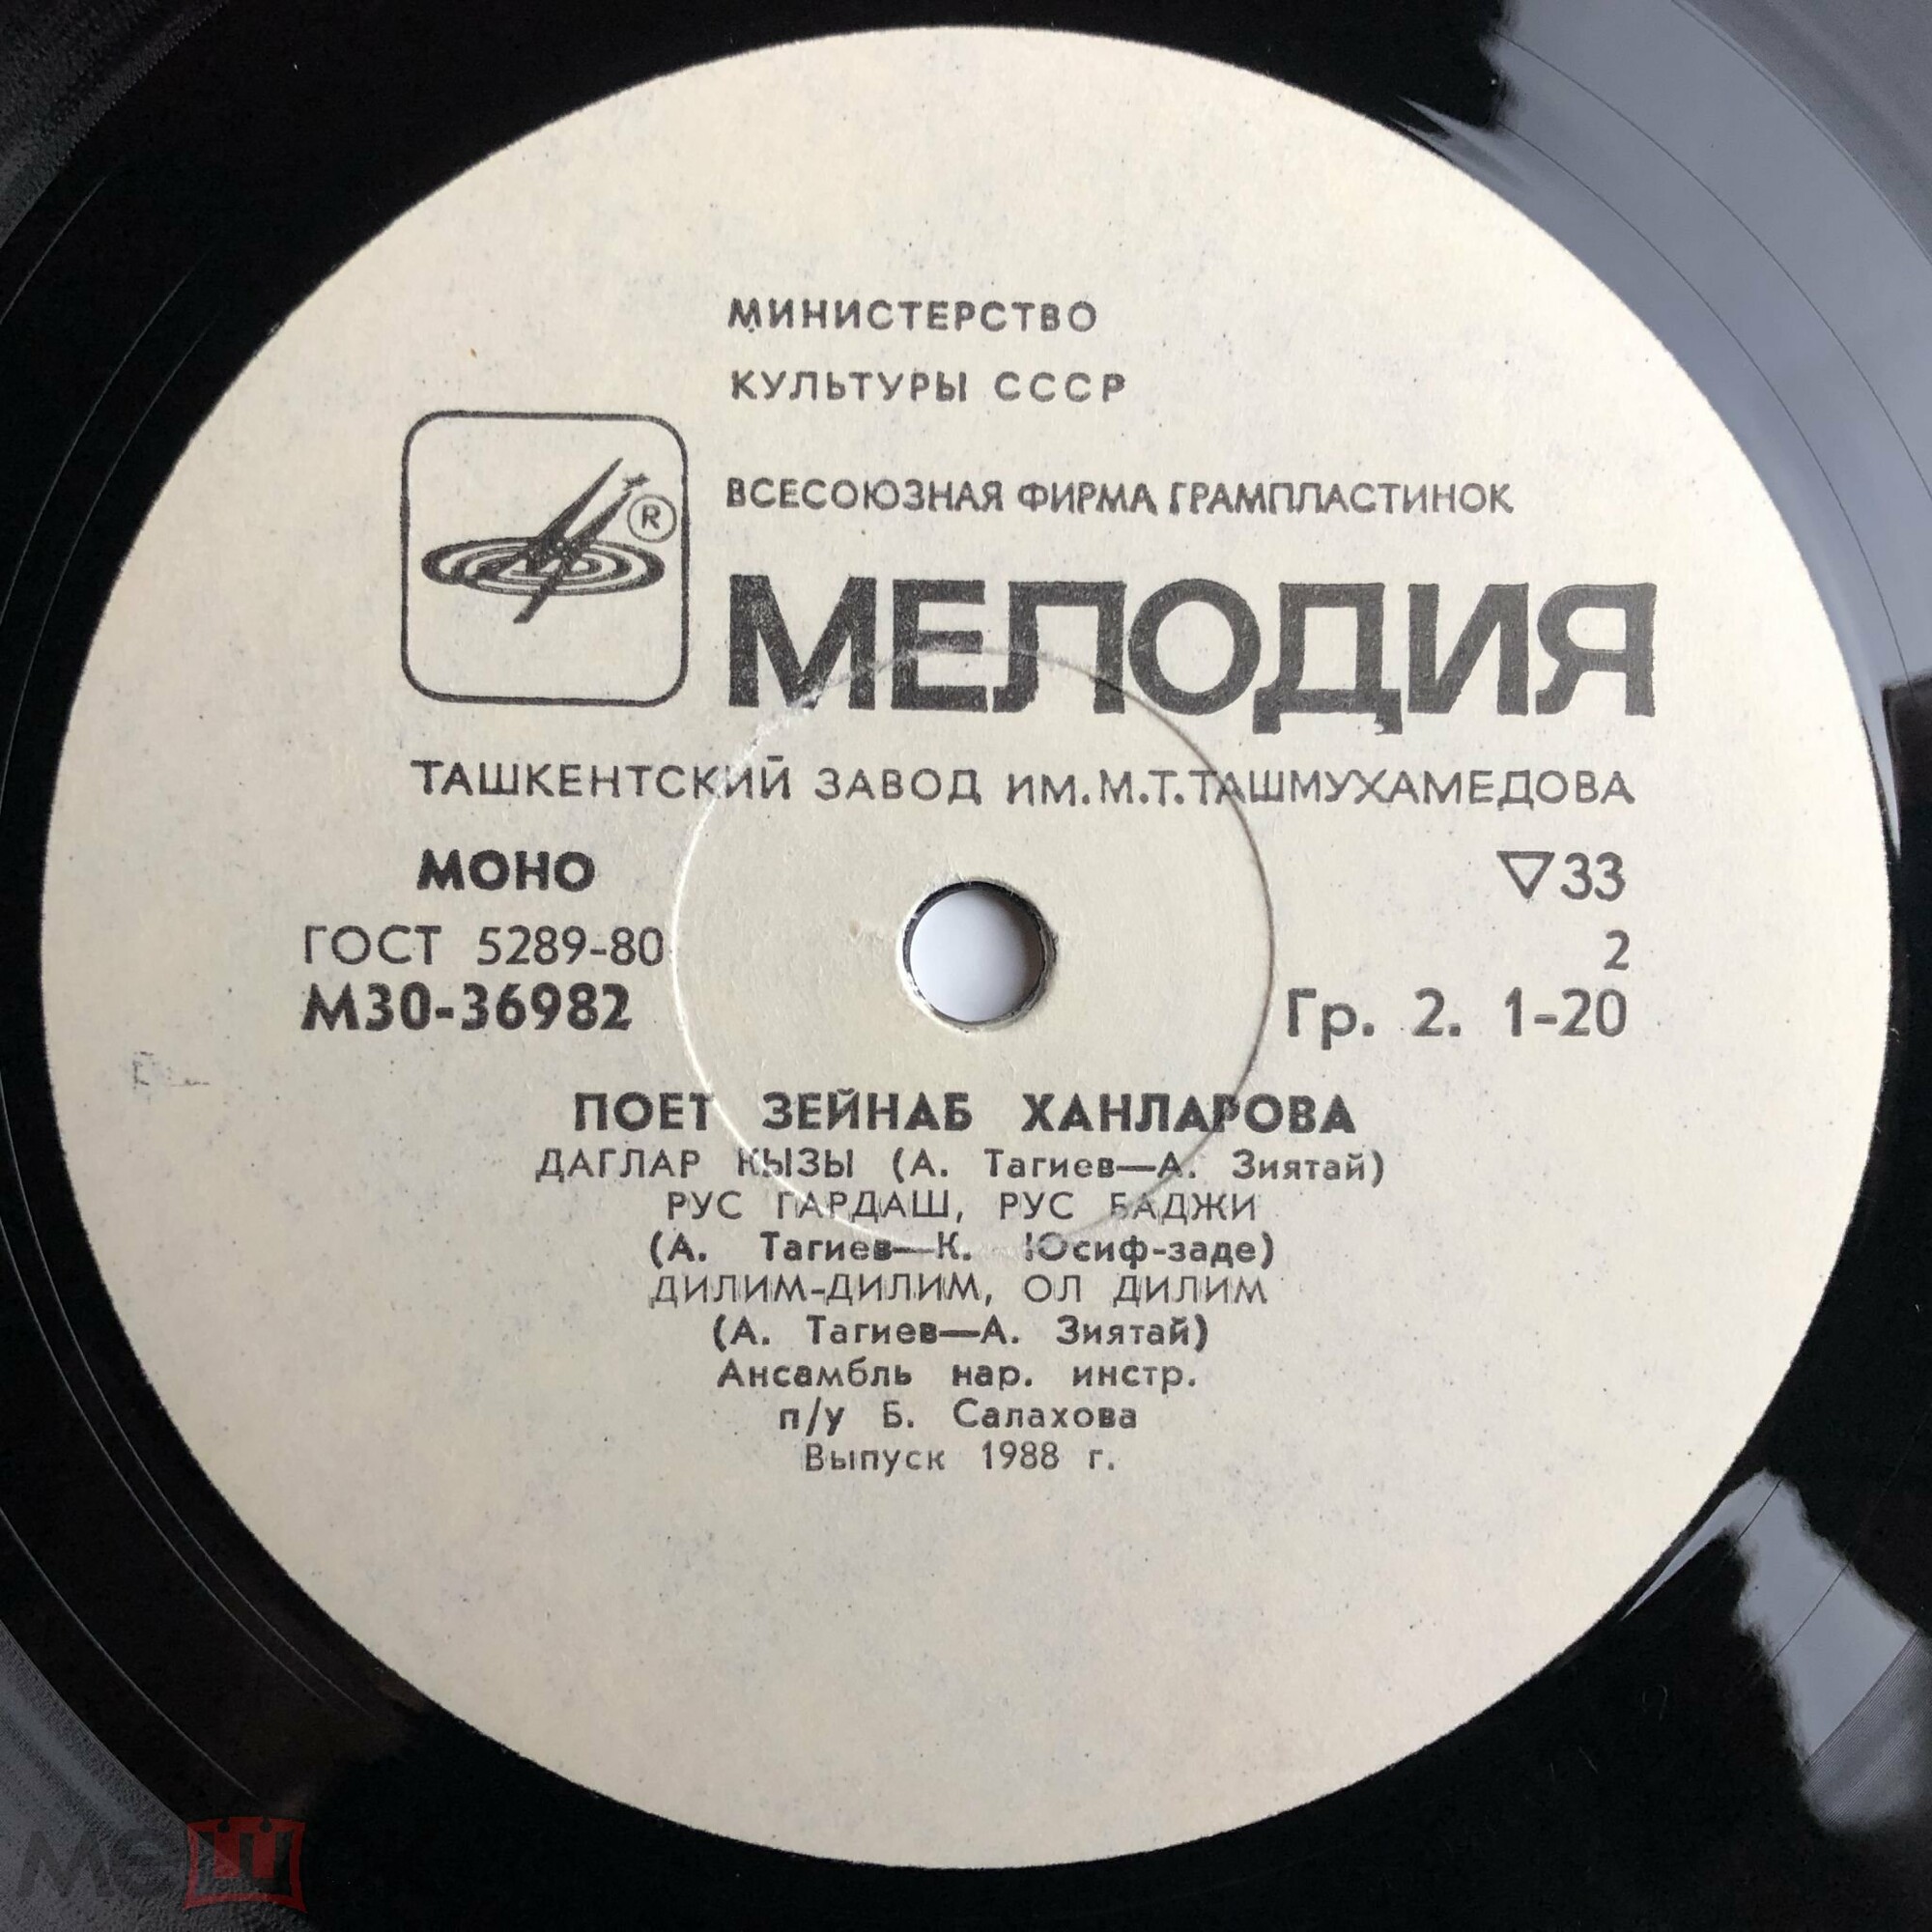 МИНИСТЕРСТВО
КУЛЬТУРЫ СССР
ВСЕСОЮЗНАЯ ФИРМА ГРАМПЛАСТИНОК
®
МЕЛОДИЯ
ТАШКЕНТСКИЙ ЗАВОД ИМ.М.Т.ТАШМУХАМЕДОВА
МОНО
▽33
ГОСТ 5289-80
2
М30-36982
Гр. 2. 1-20
ПОЕТ ЗЕЙНАБ ХАНЛАРОВА
ДАГЛАР КЫЗЫ (А. Тагиев—А. Зиятай)
РУС ГАРДАШ, РУС БАДЖИ
(А. Тагиев—К. Юсиф-заде)
ДИЛИМ-ДИЛИМ, ОЛ ДИЛИМ
(А. Тагиев—А. Зиятай)
Ансамбль нар. инстр.
п/у Б. Салахова
Выпуск 1988 г.
мешок